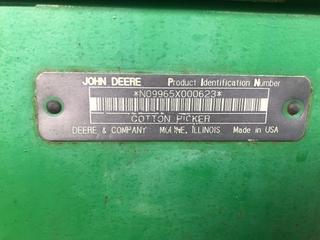 JOHN DEERE Product Identification Number
*N09965X000623*
COTTON PICKER
DEERE & COMPANY MOLINE, ILLINOIS Made in USA